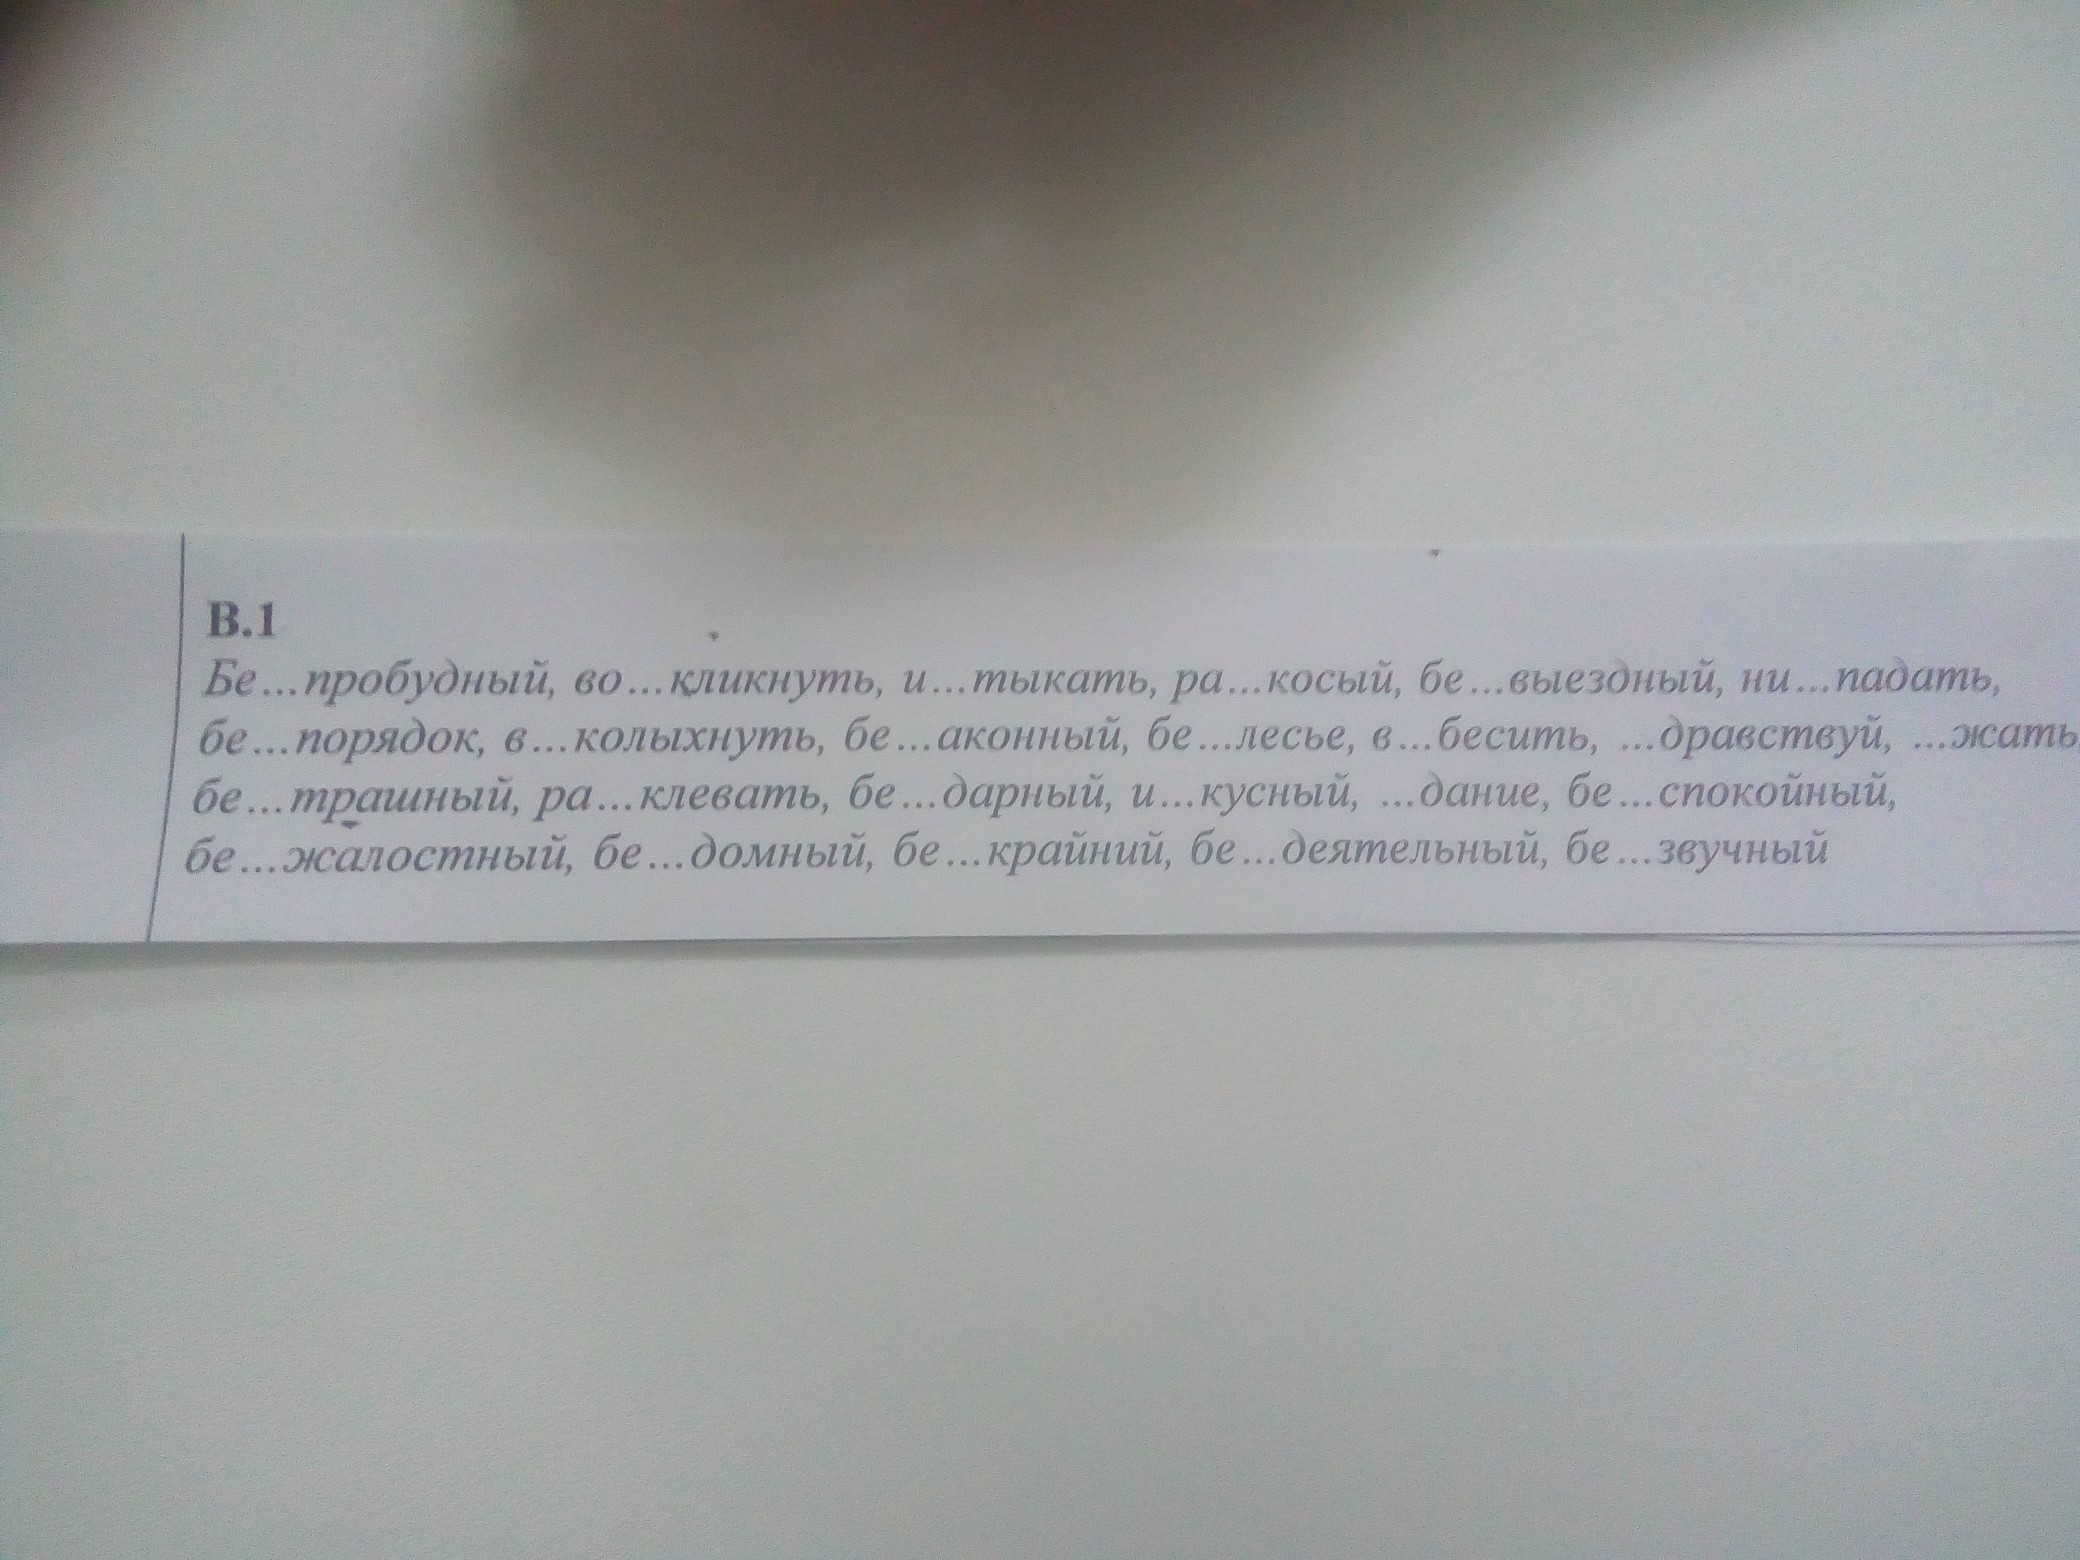 В.1
Бе...пробудный, во...кликнуть, и...тыкать, ра...косый, бе...выездный, ни...падать,
бе...порядок, в...колыхнуть, бе...аконный, бе...лесье, в...бесить, ...дравствуй, ...жать,
бе...трашный, ра...клевать, бе...дарный, и...кусный, ...дание, бе...спокойный,
бе...жалостный, бе...домный, бе...крайний, бе...деятельный, бе...звучный